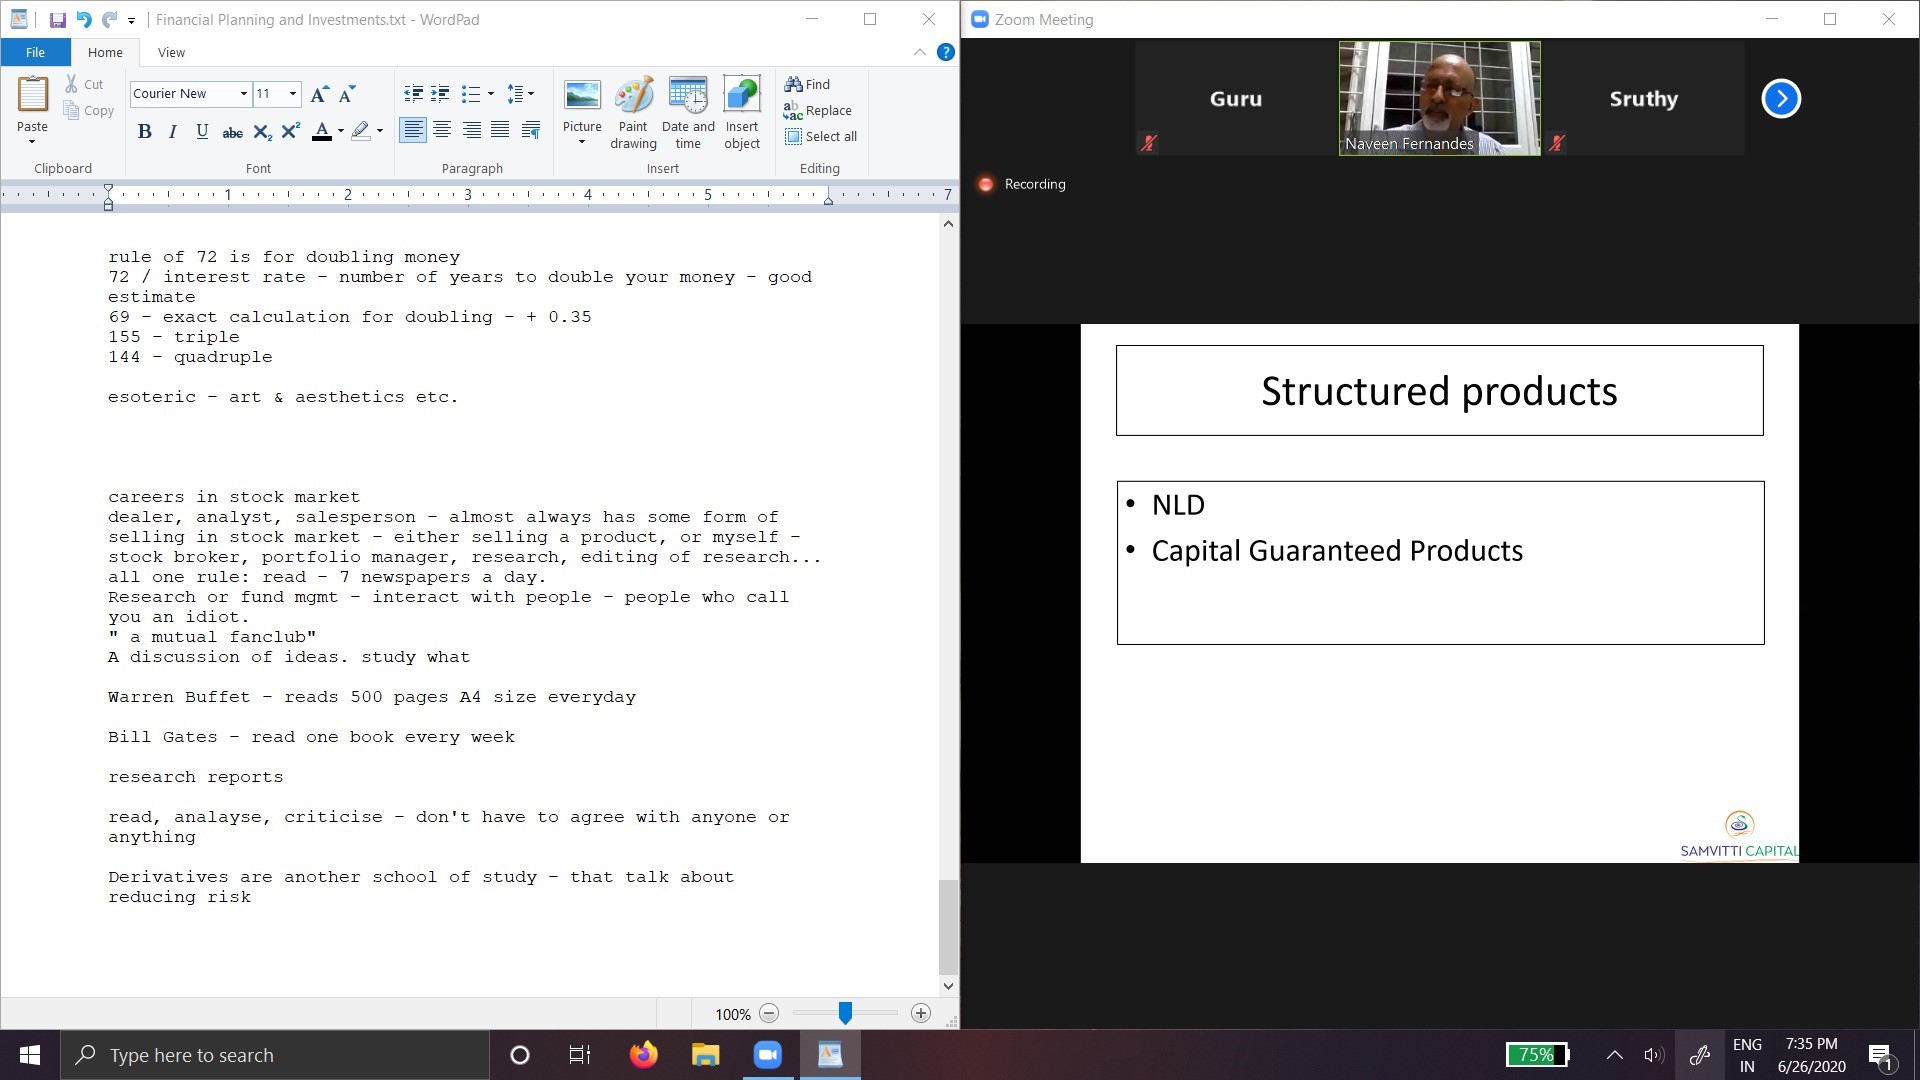 Financial Planning and Investments.txt - WordPad
File
Home
View
Paste
Cut
Copy
Clipboard
Courier New
11
A A
B I U abc X2 X2 A
Font
Paragraph
Picture
Paint drawing
Date and time
Insert object
Insert
Find
Replace
Select all
Editing
1 2 3 4 5 7
rule of 72 is for doubling money
72 / interest rate – number of years to double your money – good
estimate
69 – exact calculation for doubling – + 0.35
155 – triple
144 – quadruple
esoteric – art & aesthetics etc.
careers in stock market
dealer, analyst, salesperson – almost always has some form of
selling in stock market – either selling a product, or myself –
stock broker, portfolio manager, research, editing of research...
all one rule: read – 7 newspapers a day.
Research or fund mgmt – interact with people – people who call
you an idiot.
" a mutual fanclub"
A discussion of ideas. study what
Warren Buffet – reads 500 pages A4 size everyday
Bill Gates – read one book every week
research reports
read, analayse, criticise – don't have to agree with anyone or
anything
Derivatives are another school of study – that talk about
reducing risk
100%
Zoom Meeting
Guru
Naveen Fernandes
Sruthy
Recording
Structured products
• NLD
• Capital Guaranteed Products
SAMVITTI CAPITAL
Type here to search
75%
ENG
IN
7:35 PM
6/26/2020
1